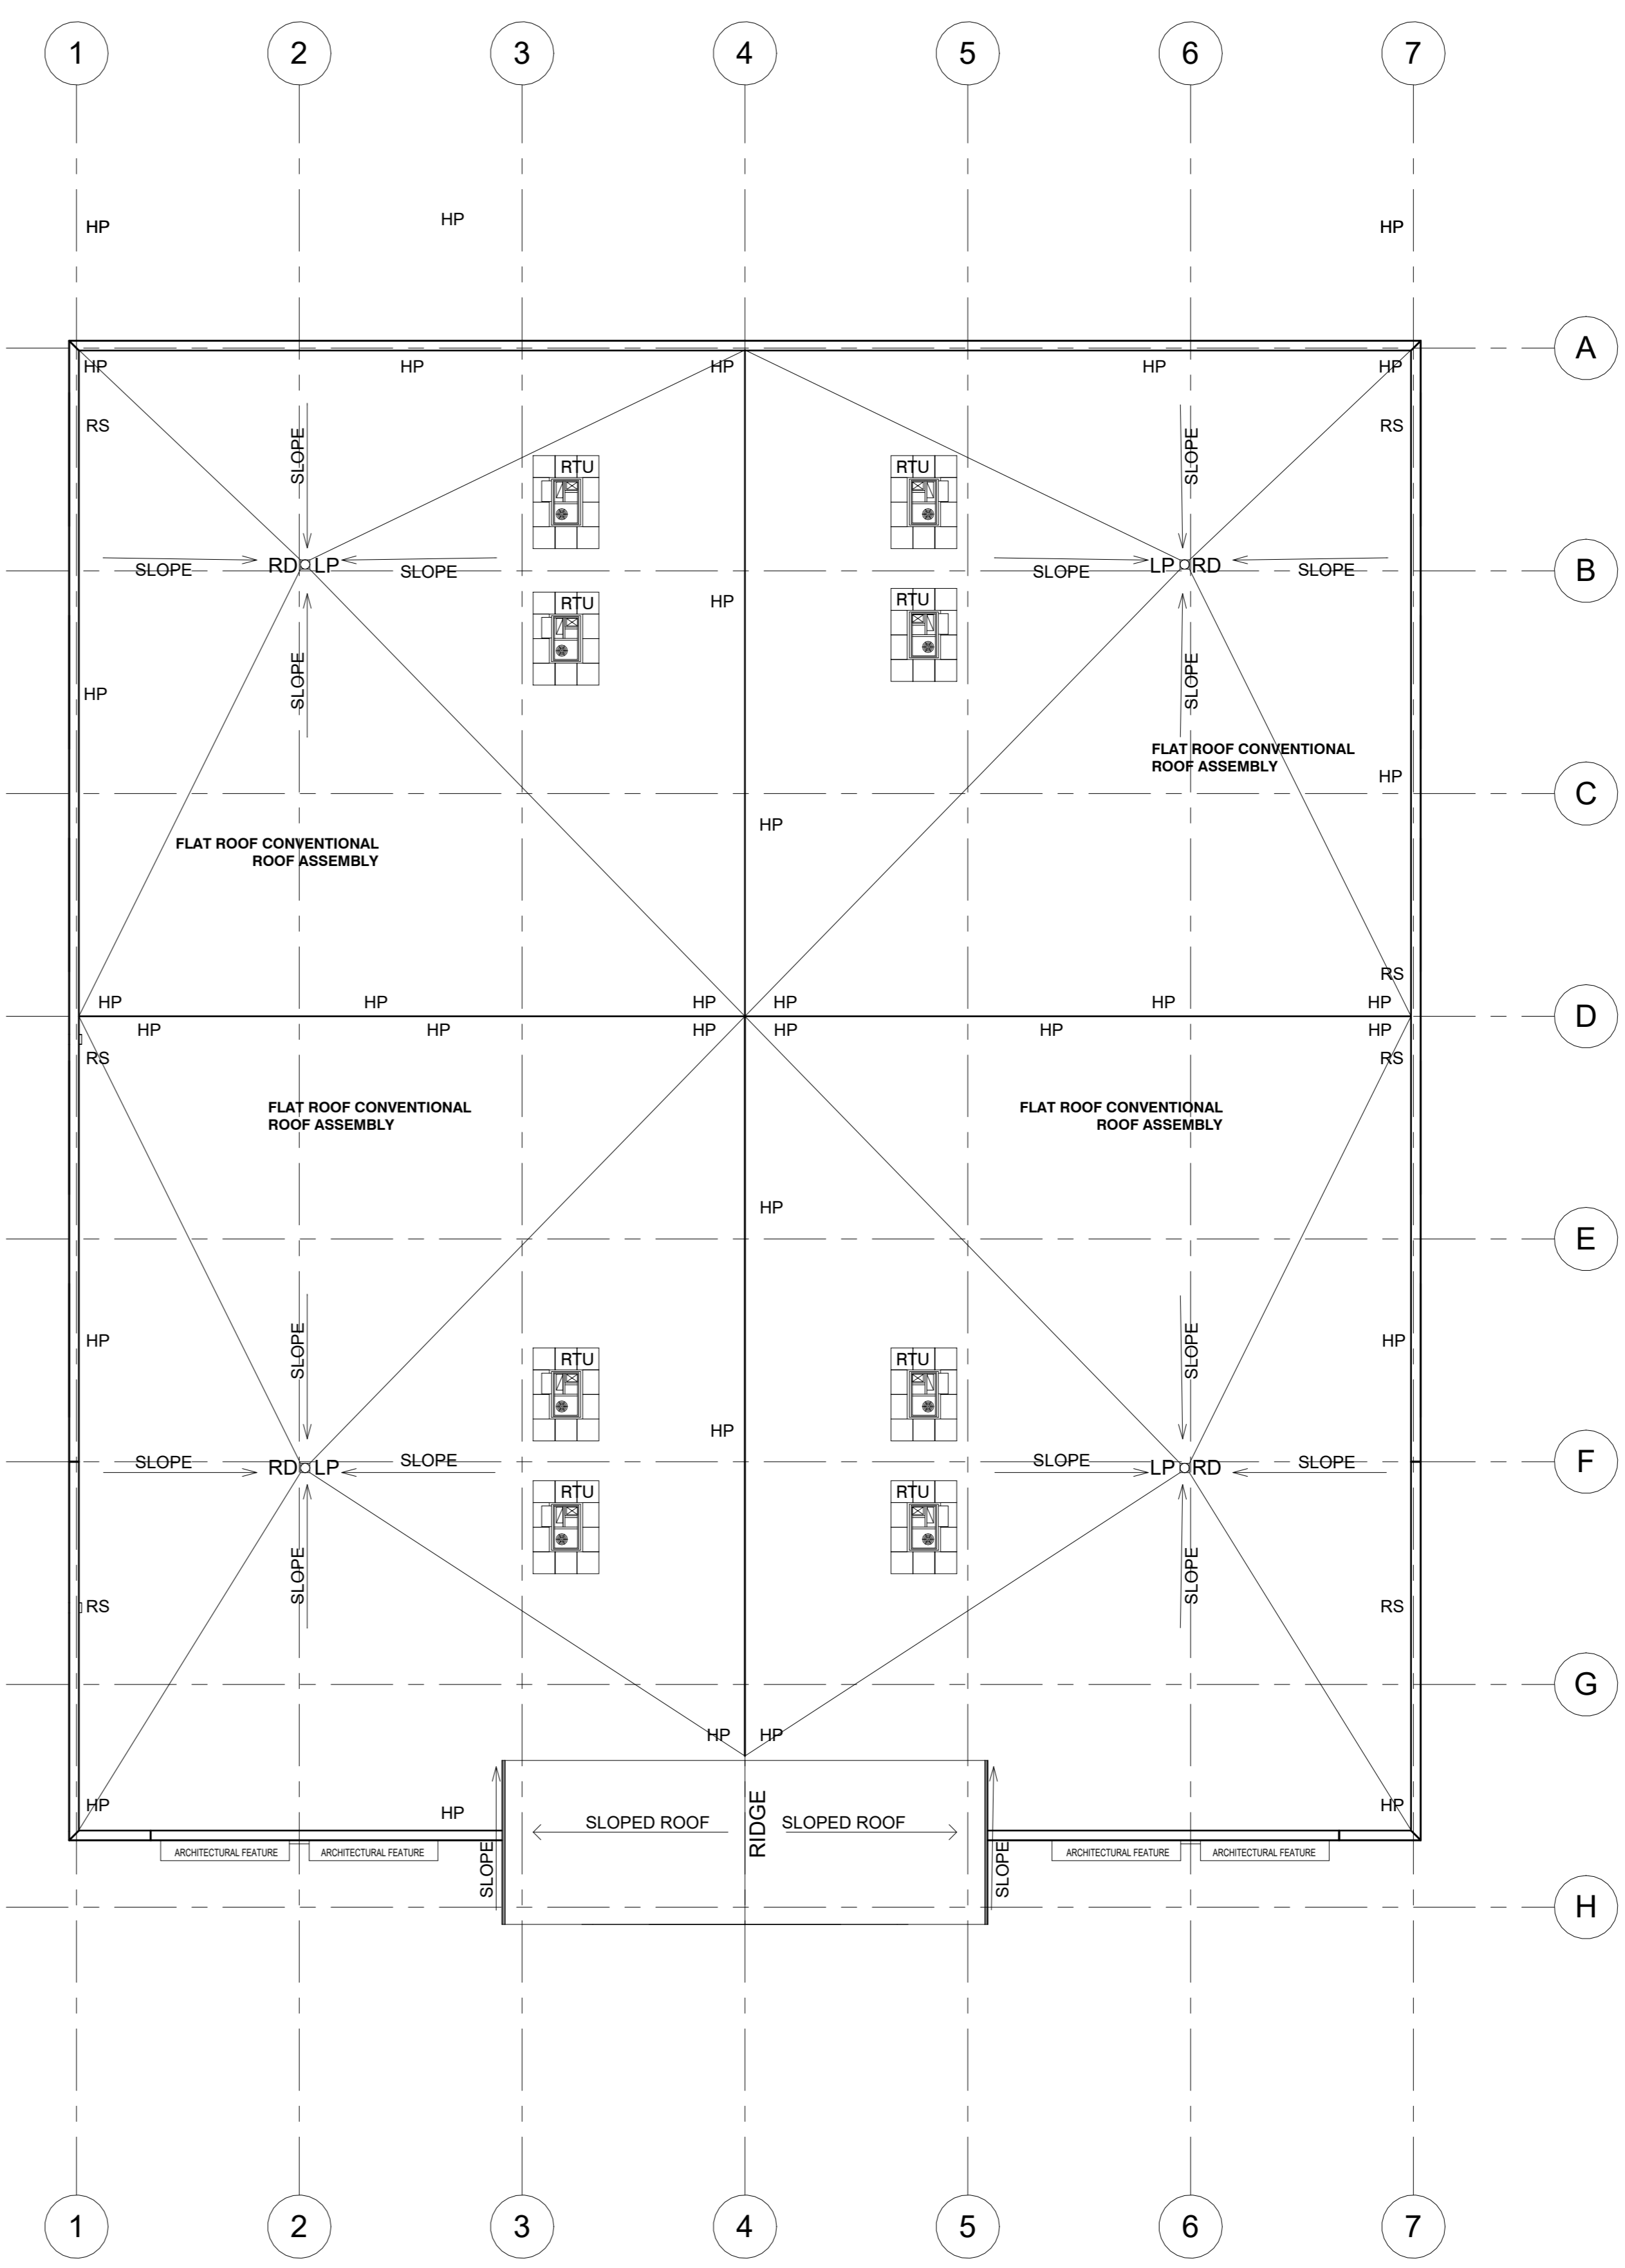 1 2 3 4 5 6 7
HP
HP HP
A
HP HP HP HP HP
RS RS
SLOPE SLOPE
RTU RTU
RD LP LP RD
SLOPE SLOPE SLOPE SLOPE
B
RTU HP RTU
SLOPE SLOPE
HP
FLAT ROOF CONVENTIONAL
ROOF ASSEMBLY
HP
C
HP
FLAT ROOF CONVENTIONAL
ROOF ASSEMBLY
RS
HP HP HP HP HP HP
D
HP HP HP HP HP HP
RS RS
FLAT ROOF CONVENTIONAL
ROOF ASSEMBLY
FLAT ROOF CONVENTIONAL
ROOF ASSEMBLY
HP
E
HP SLOPE SLOPE HP
RTU RTU
HP
SLOPE SLOPE SLOPE SLOPE
F
RD LP LP RD
RTU RTU
SLOPE SLOPE
RS RS
G
HP HP
HP HP HP
SLOPED ROOF RIDGE SLOPED ROOF
ARCHITECTURAL FEATURE ARCHITECTURAL FEATURE ARCHITECTURAL FEATURE ARCHITECTURAL FEATURE
SLOPE SLOPE
H
1 2 3 4 5 6 7